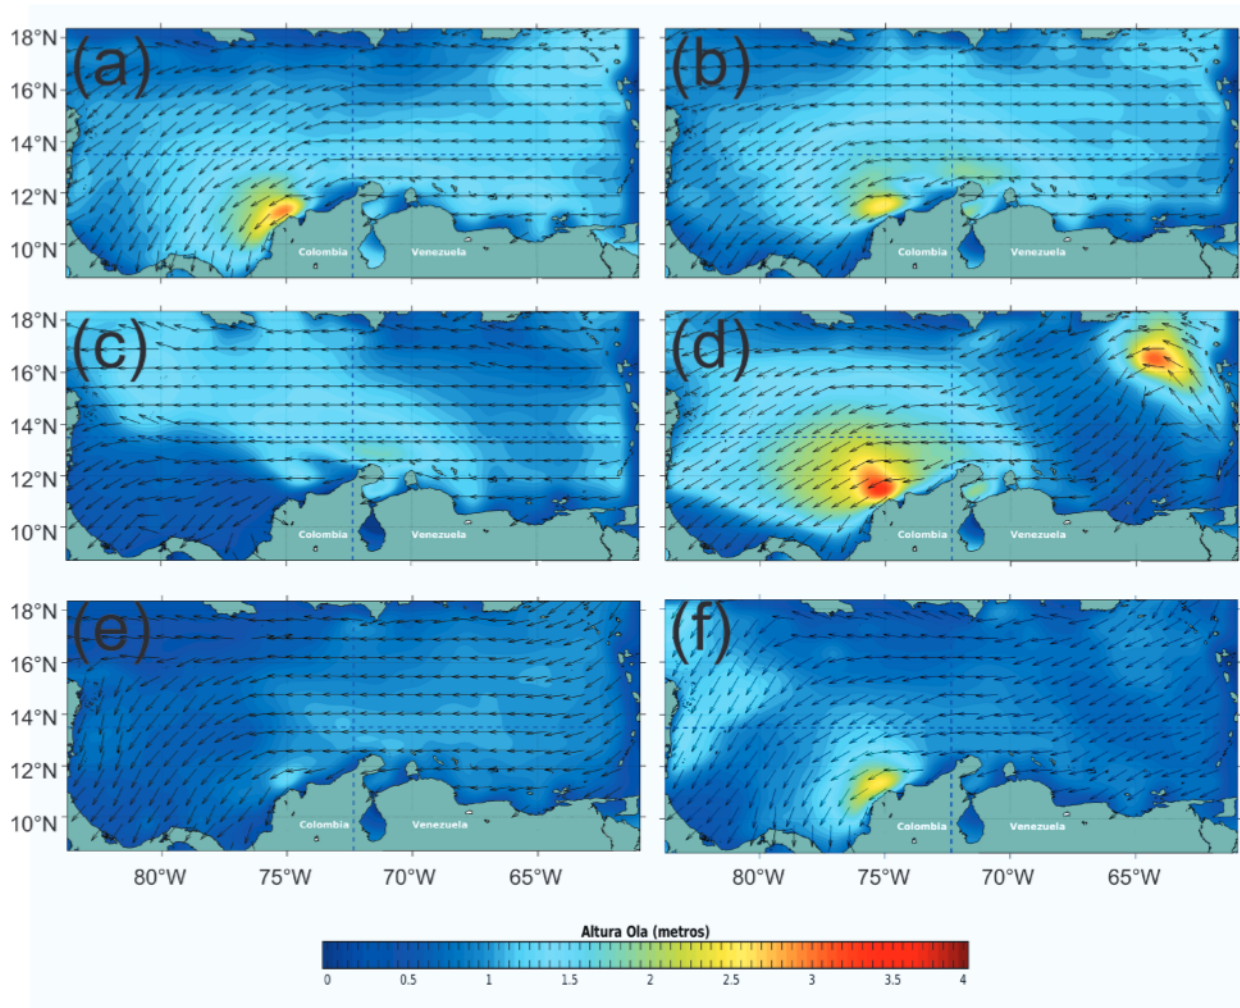 (a)
(b)
18°N
16°N
14°N
12°N
10°N
Colombia Venezuela
Colombia Venezuela
(c)
(d)
18°N
16°N
14°N
12°N
10°N
Colombia Venezuela
Colombia Venezuela
(e)
(f)
18°N
16°N
14°N
12°N
10°N
Colombia Venezuela
Colombia Venezuela
80°W 75°W 70°W 65°W
80°W 75°W 70°W 65°W
Altura Ola (metros)
0 0.5 1 1.5 2 2.5 3 3.5 4